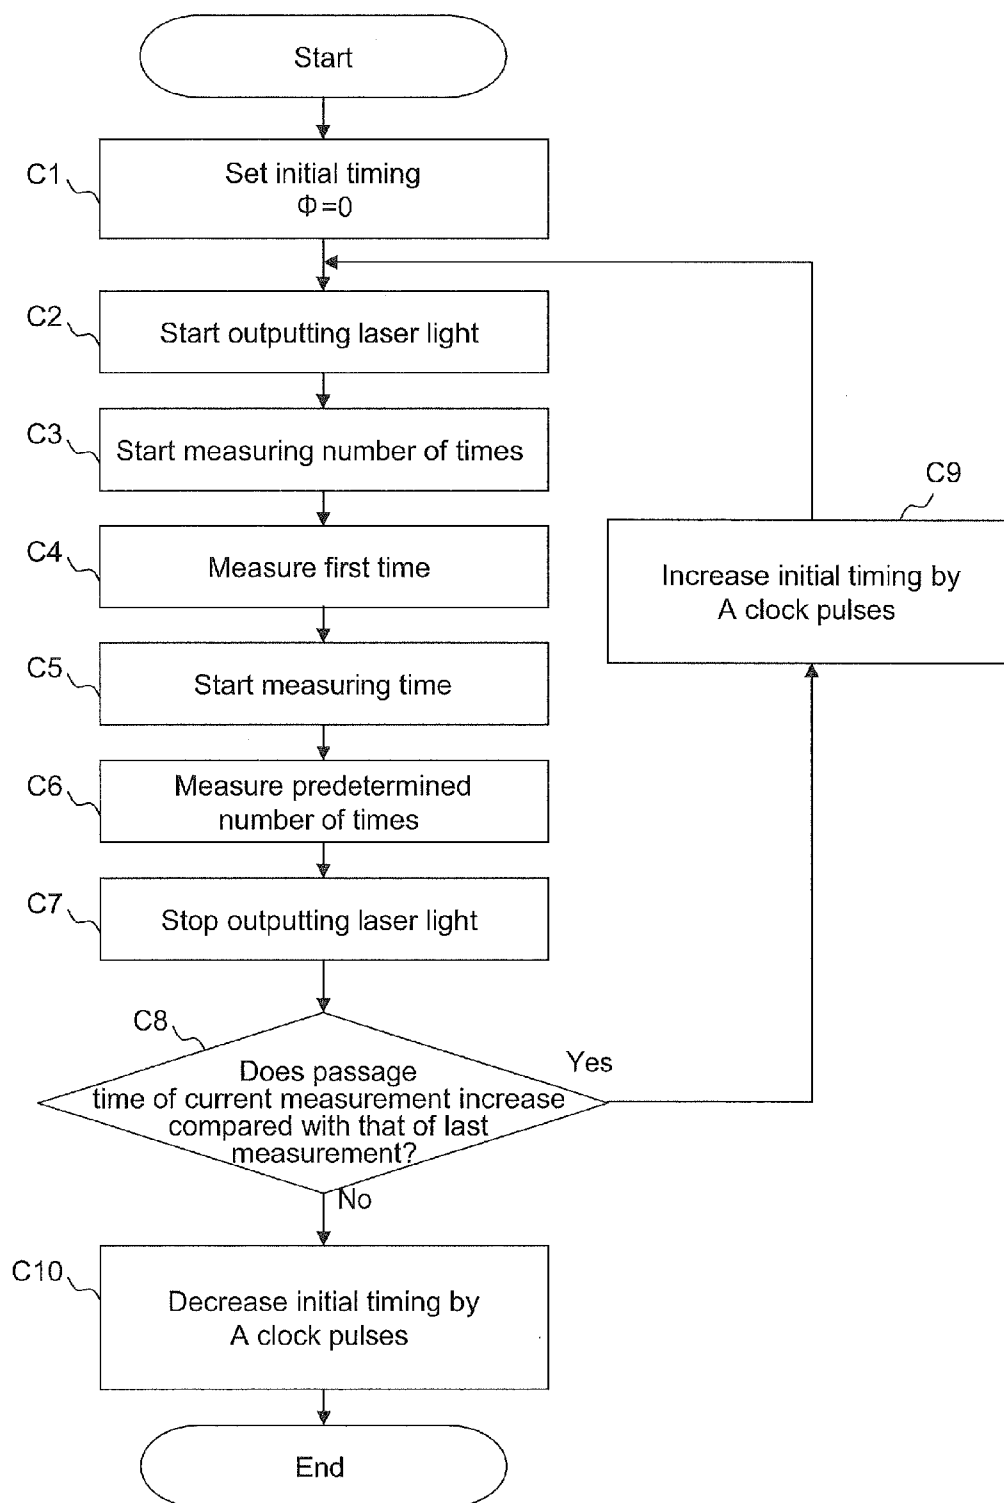 Start
C1
Set initial timing
Φ=0
C2
Start outputting laser light
C3
Start measuring number of times
C9
C4
Measure first time
Increase initial timing by
A clock pulses
C5
Start measuring time
C6
Measure predetermined
number of times
C7
Stop outputting laser light
C8
Does passage
time of current measurement increase
compared with that of last
measurement?
Yes
No
C10
Decrease initial timing by
A clock pulses
End